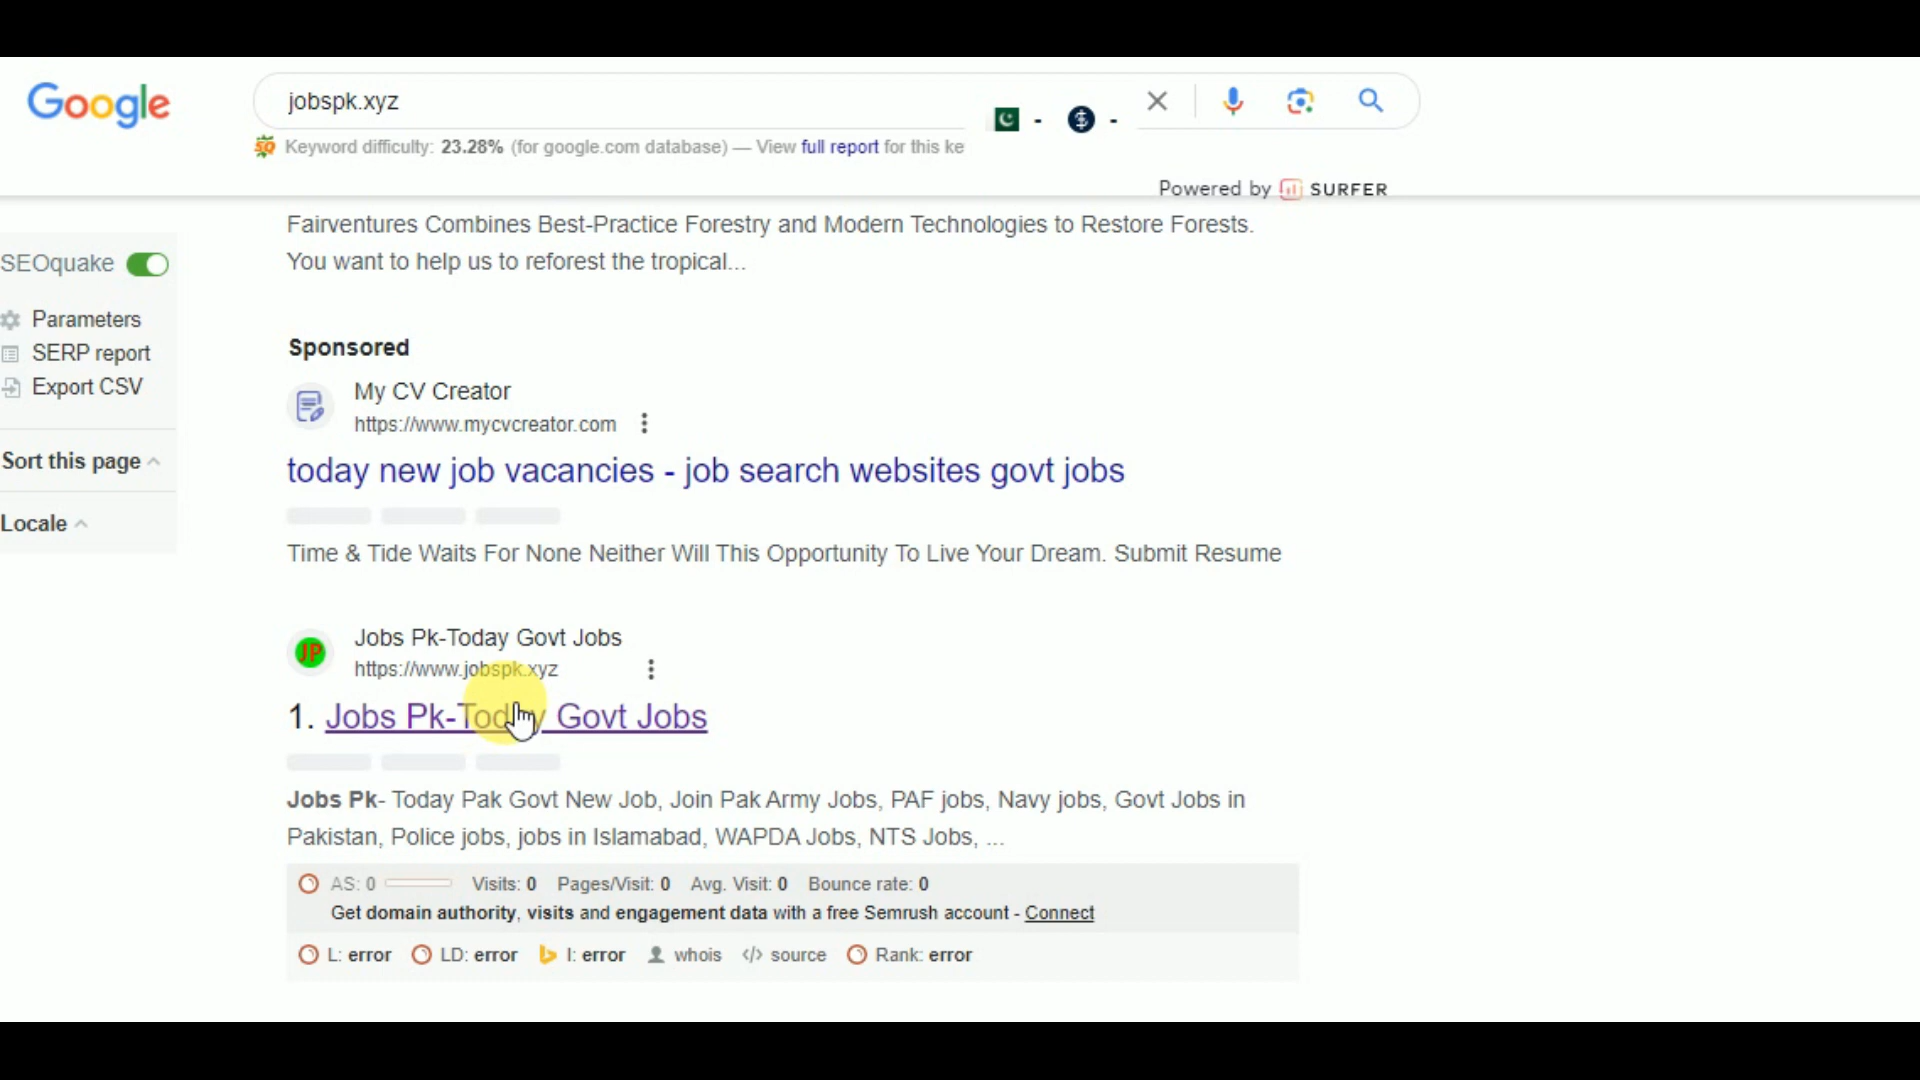 Google
jobspk.xyz
Keyword difficulty: 23.28% (for google.com database) — View full report for this ke
Powered by SURFER
Fairventures Combines Best-Practice Forestry and Modern Technologies to Restore Forests.
You want to help us to reforest the tropical...
SEOquake
Parameters
SERP report
Export CSV
Sort this page
Locale
Sponsored
My CV Creator
https://www.mycvcreator.com
today new job vacancies - job search websites govt jobs
Time & Tide Waits For None Neither Will This Opportunity To Live Your Dream. Submit Resume
JP
Jobs Pk-Today Govt Jobs
https://www.jobspk.xyz
1. Jobs Pk-Today Govt Jobs
Jobs Pk- Today Pak Govt New Job, Join Pak Army Jobs, PAF jobs, Navy jobs, Govt Jobs in
Pakistan, Police jobs, jobs in Islamabad, WAPDA Jobs, NTS Jobs, ...
AS: 0 Visits: 0 Pages/Visit: 0 Avg. Visit: 0 Bounce rate: 0
Get domain authority, visits and engagement data with a free Semrush account - Connect
L: error LD: error I: error whois </> source Rank: error